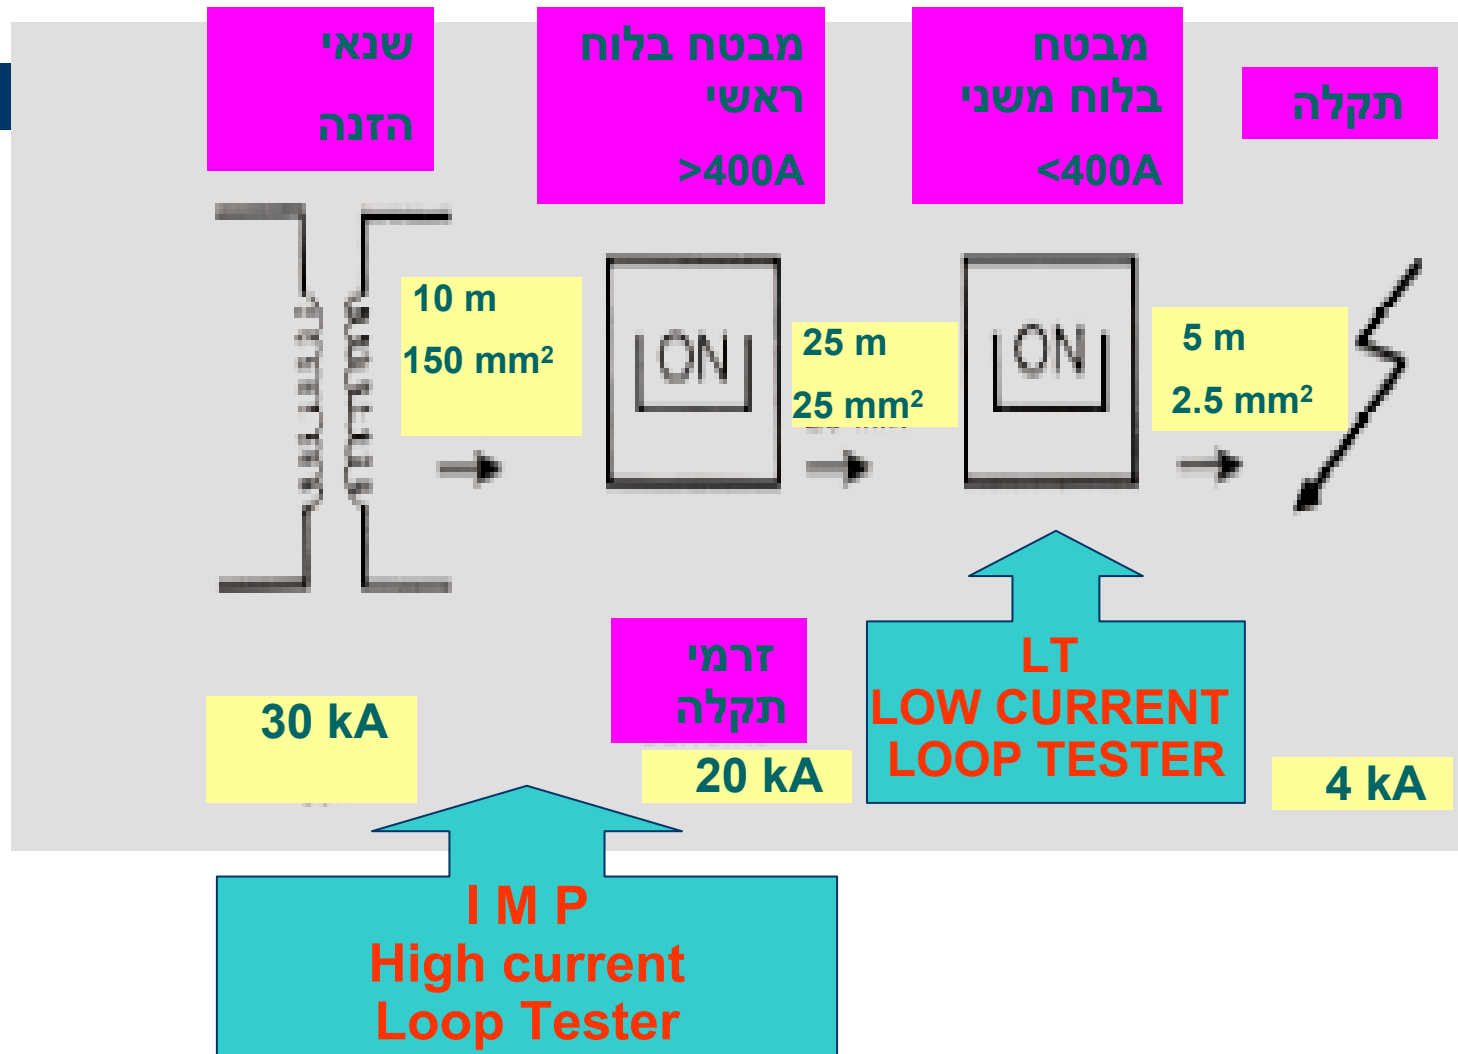 שנאי
הזנה
מבטח בלוח
ראשי
>400A
מבטח
בלוח משני
<400A
תקלה
10 m
150 mm²
ON
25 m
25 mm²
ON
5 m
2.5 mm²
זרמי
תקלה
30 kA
20 kA
LT
LOW CURRENT
LOOP TESTER
4 kA
I M P
High current
Loop Tester